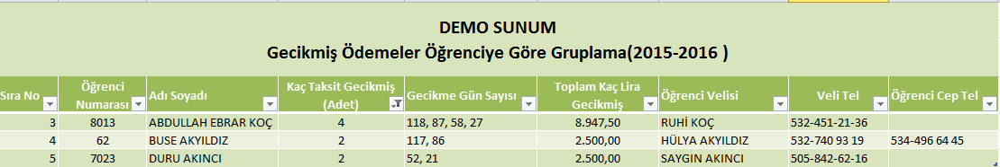 DEMO SUNUM
Gecikmiş Ödemeler Öğrenciye Göre Gruplama(2015-2016 )
Sıra No Öğrenci Numarası Adı Soyadı Kaç Taksit Gecikmiş (Adet) Gecikme Gün Sayısı Toplam Kaç Lira Gecikmiş Öğrenci Velisi Veli Tel Öğrenci Cep Tel
3 8013 ABDULLAH EBRAR KOÇ 4 118, 87, 58, 27 8.947,50 RUHİ KOÇ 532-451-21-36
4 62 BUSE AKYILDIZ 2 117, 86 2.500,00 HÜLYA AKYILDIZ 532-740 93 19 534-496 64 45
5 7023 DURU AKINCI 2 52, 21 2.500,00 SAYGIN AKINCI 505-842-62-16